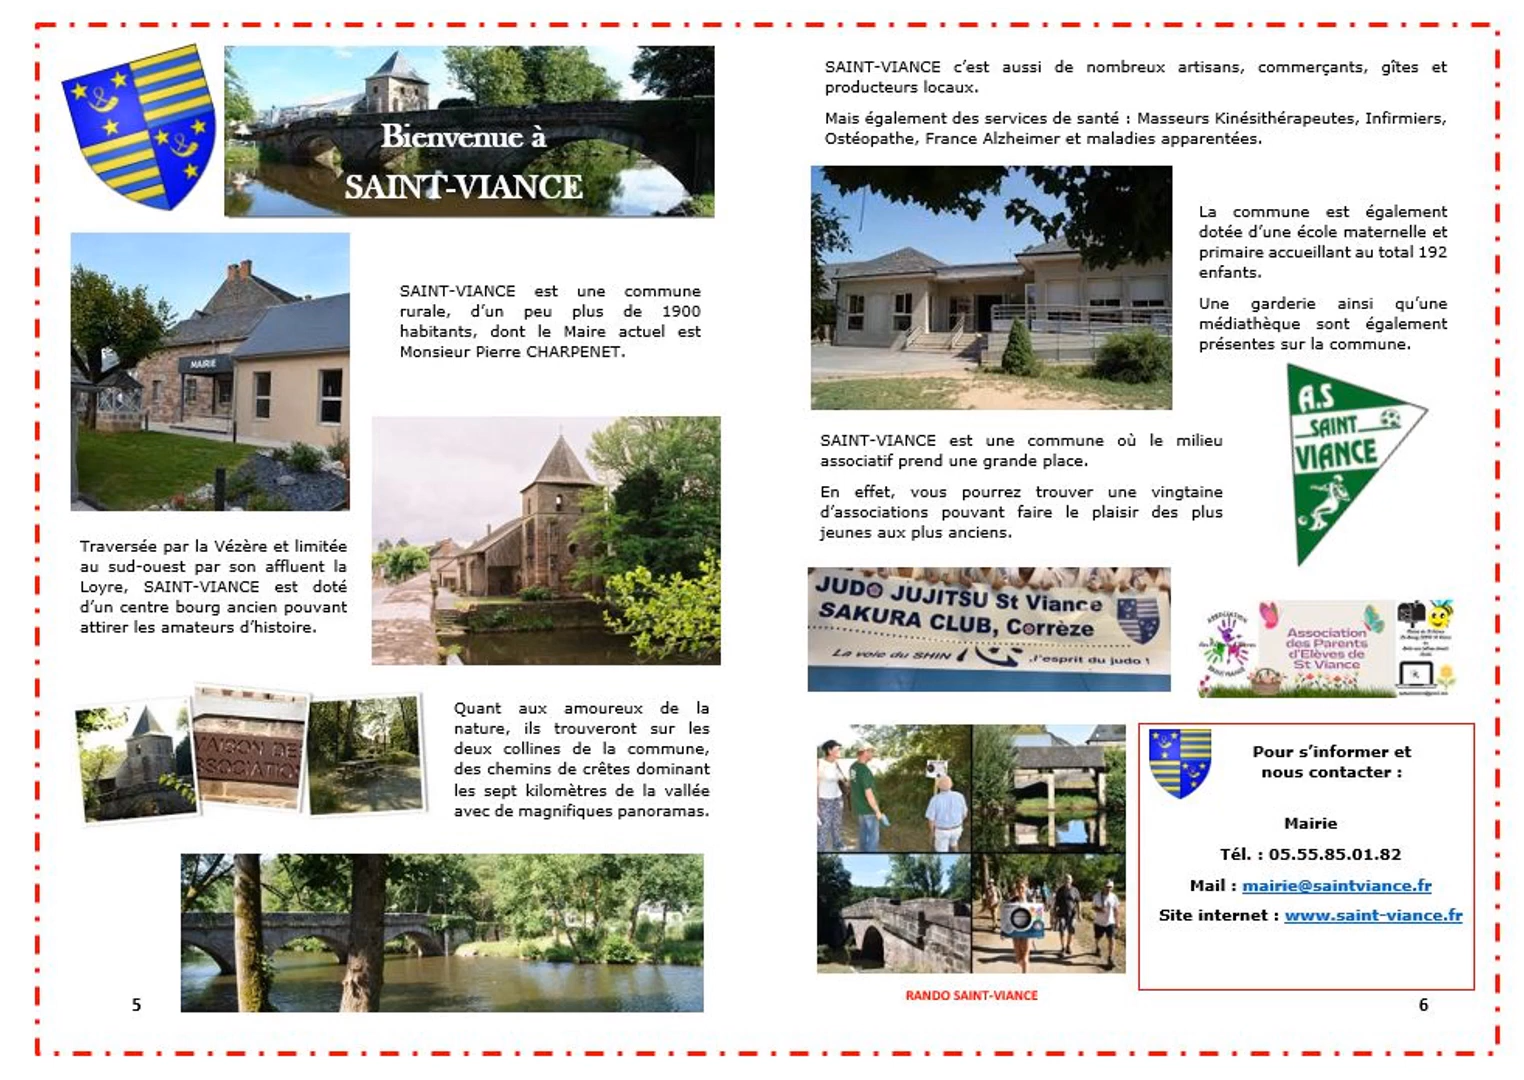 Bienvenue à
SAINT-VIANCE
MAIRIE
SAINT-VIANCE est une commune
rurale, d’un peu plus de 1900
habitants, dont le Maire actuel est
Monsieur Pierre CHARPENET.
Traversée par la Vézère et limitée
au sud-ouest par son affluent la
Loyre, SAINT-VIANCE est doté
d’un centre bourg ancien pouvant
attirer les amateurs d’histoire.
Quant aux amoureux de la
nature, ils trouveront sur les
deux collines de la commune,
des chemins de crêtes dominant
les sept kilomètres de la vallée
avec de magnifiques panoramas.
5
SAINT-VIANCE c’est aussi de nombreux artisans, commerçants, gîtes et
producteurs locaux.
Mais également des services de santé : Masseurs Kinésithérapeutes, Infirmiers,
Ostéopathe, France Alzheimer et maladies apparentées.
La commune est également
dotée d’une école maternelle et
primaire accueillant au total 192
enfants.
Une garderie ainsi qu’une
médiathèque sont également
présentes sur la commune.
A.S
SAINT
VIANCE
SAINT-VIANCE est une commune où le milieu
associatif prend une grande place.
En effet, vous pourrez trouver une vingtaine
d’associations pouvant faire le plaisir des plus
jeunes aux plus anciens.
JUDO JUJITSU St Viance
SAKURA CLUB, Corrèze
La voie du SHIN
,l'esprit du judo !
Association
des Parents
d'Elèves de
St Viance
Pour s’informer et
nous contacter :
Mairie
Tél. : 05.55.85.01.82
Mail : mairie@saintviance.fr
Site internet : www.saint-viance.fr
RANDO SAINT-VIANCE
6